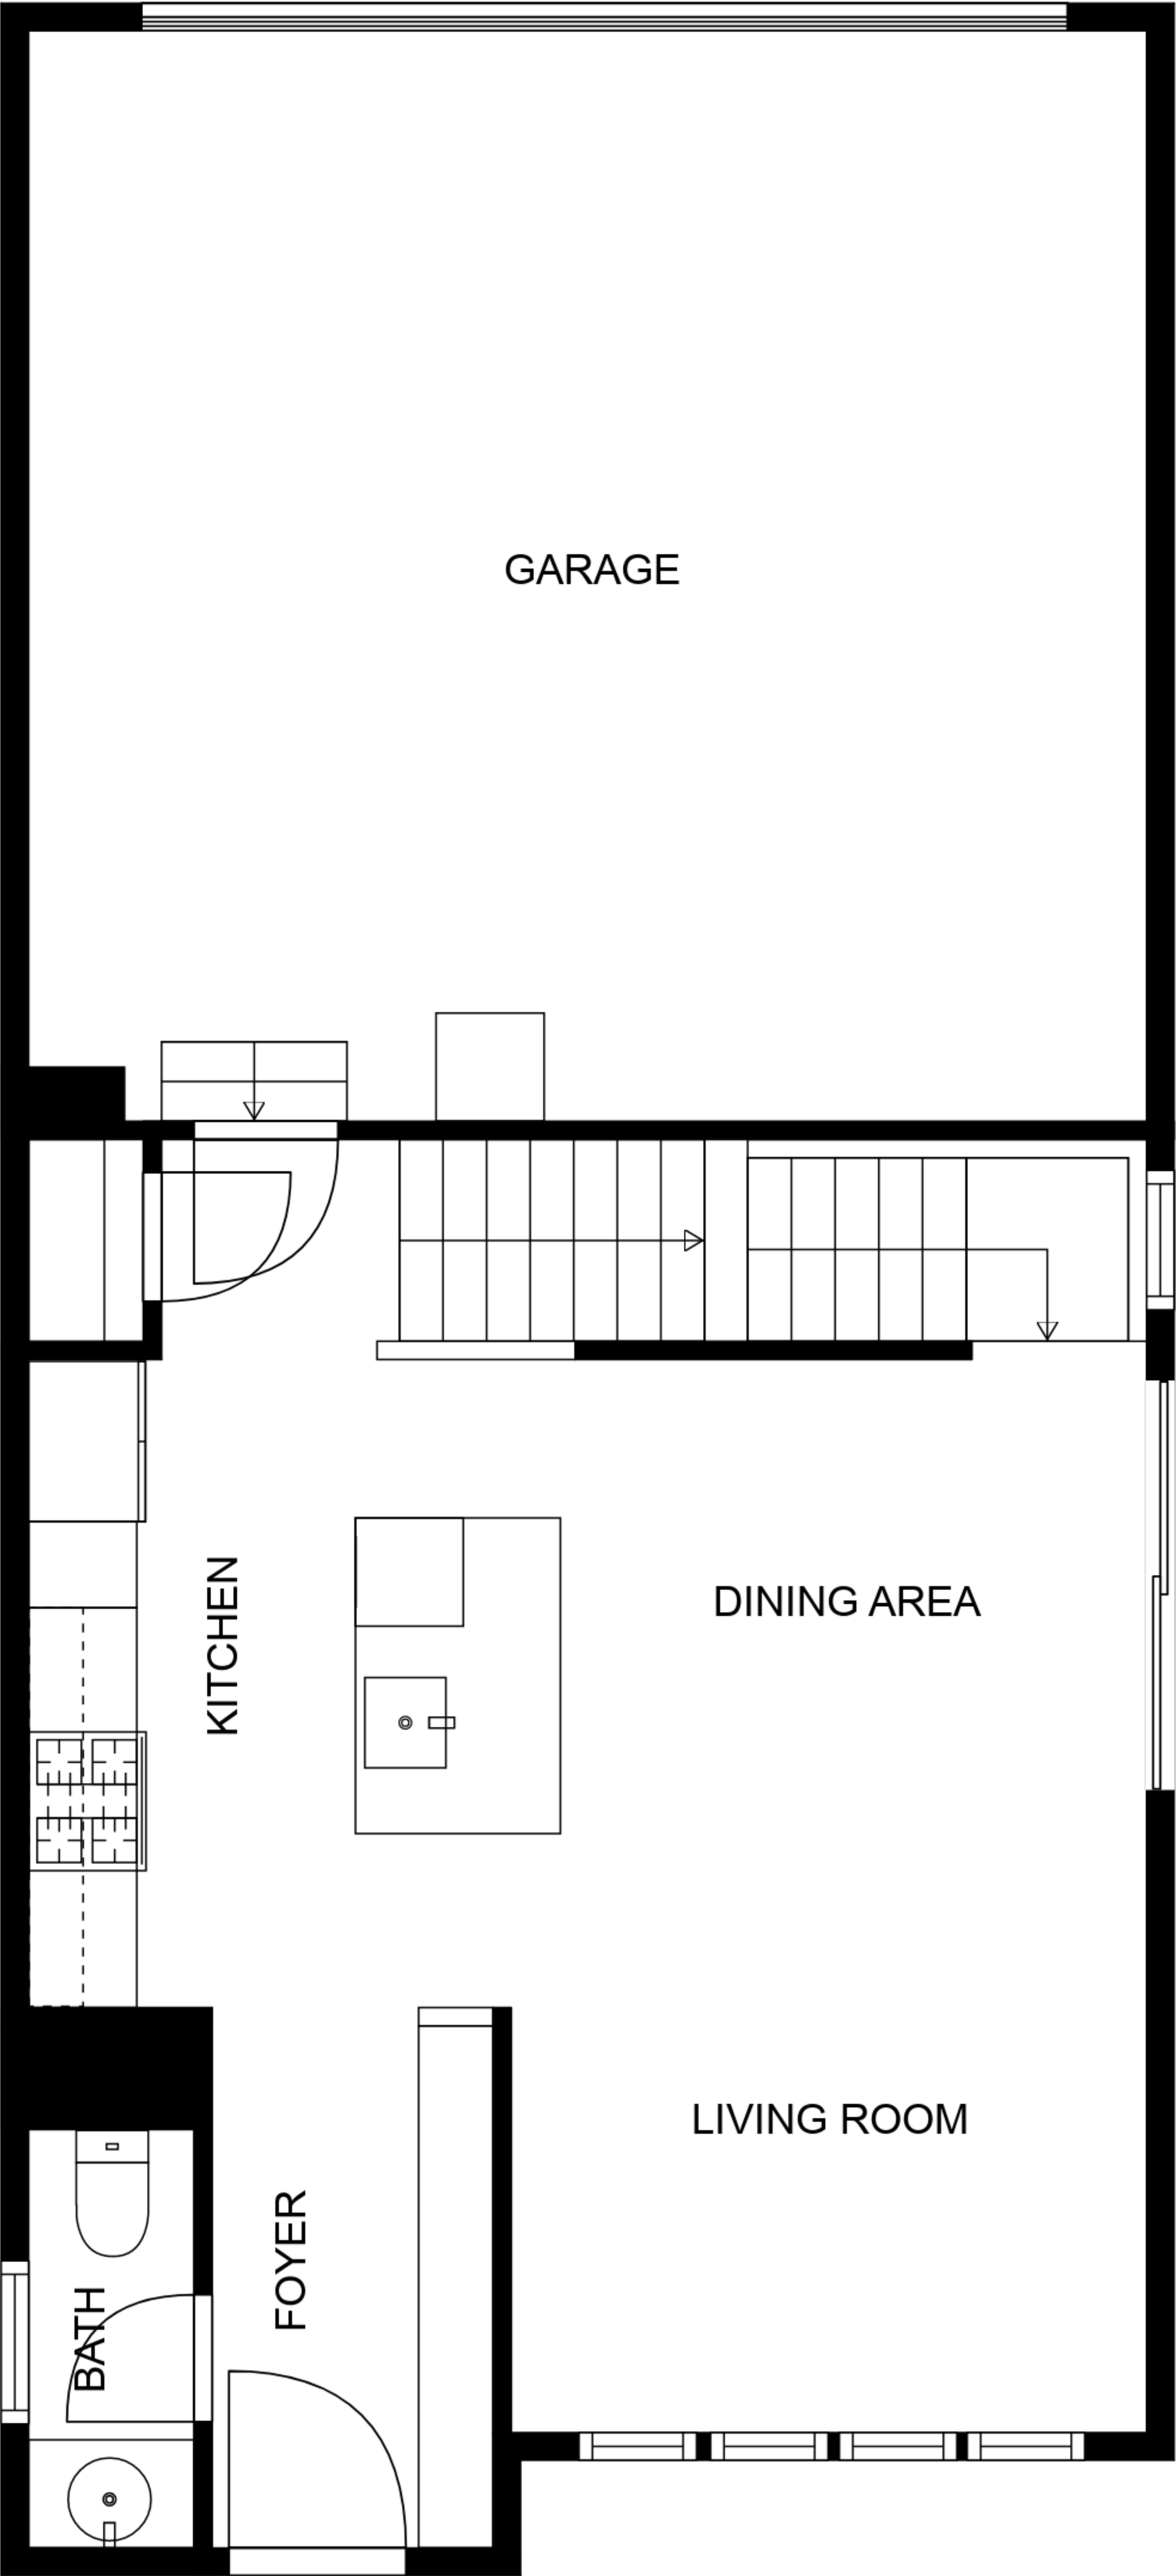 GARAGE
KITCHEN
DINING AREA
LIVING ROOM
FOYER
BATH